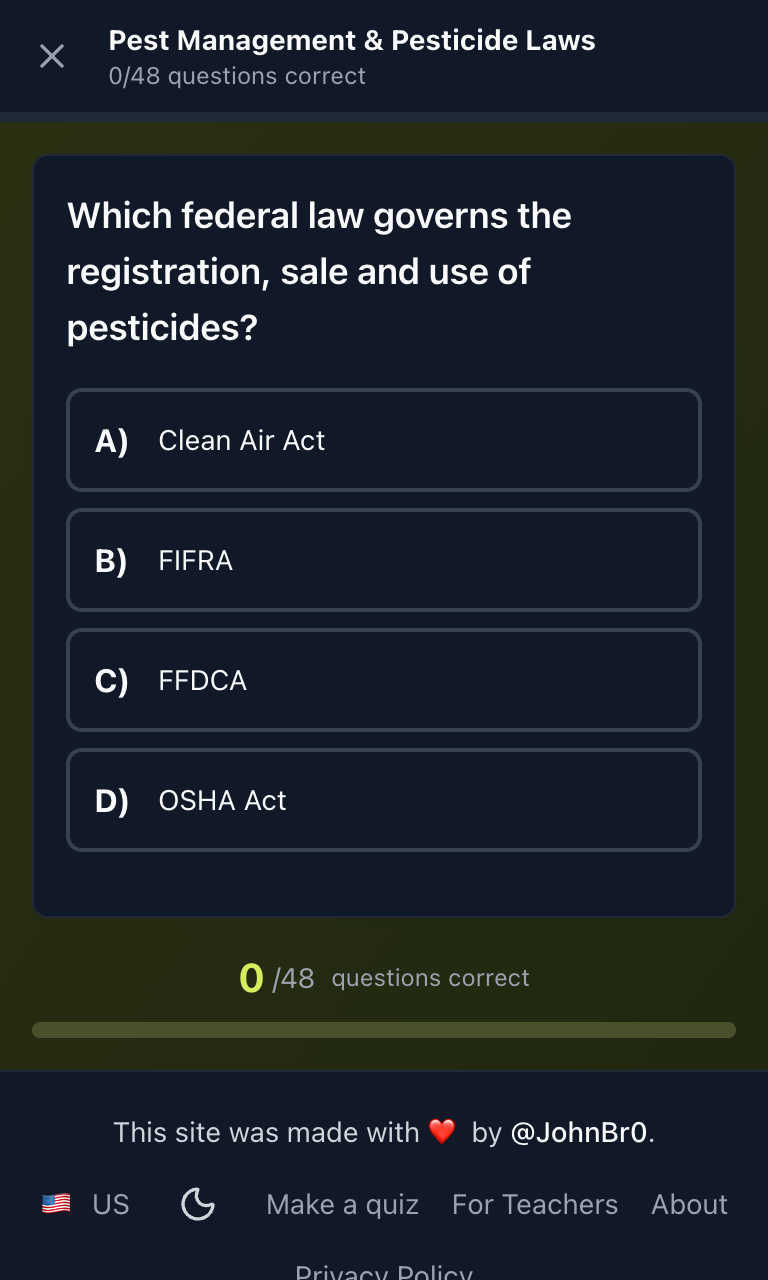 Pest Management & Pesticide Laws
0/48 questions correct
Which federal law governs the
registration, sale and use of
pesticides?
A) Clean Air Act
B) FIFRA
C) FFDCA
D) OSHA Act
0 /48 questions correct
This site was made with ❤️ by @JohnBr0.
🇺🇸 US Make a quiz For Teachers About
Privacy Policy